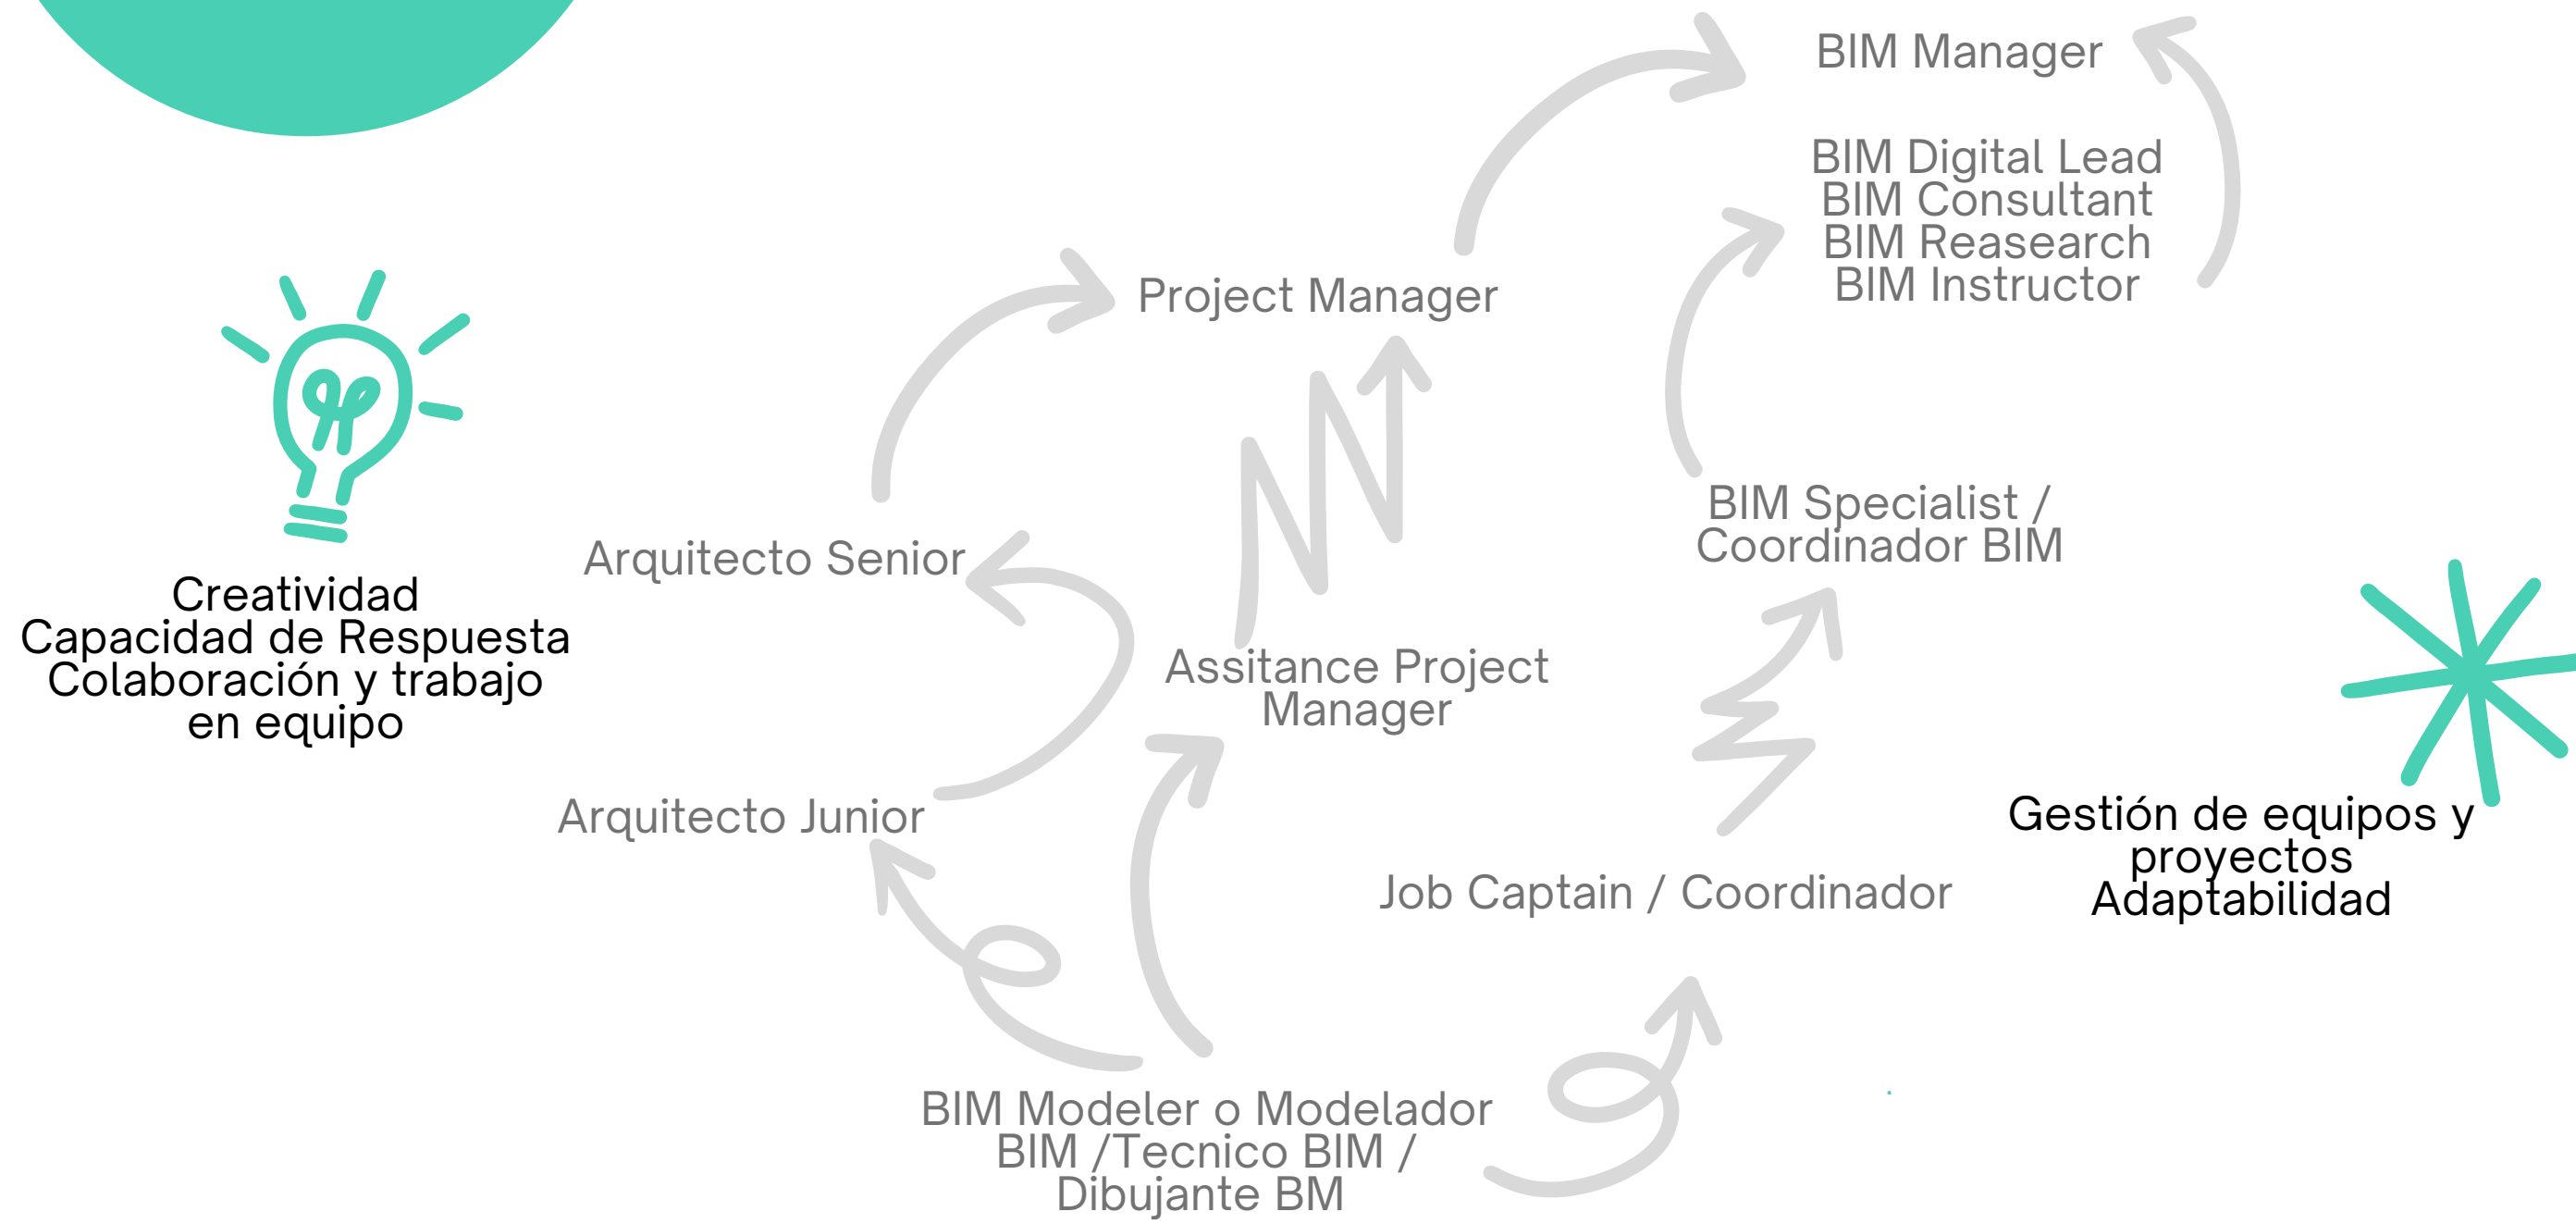 BIM Manager
BIM Digital Lead
BIM Consultant
BIM Reasearch
BIM Instructor
Project Manager
BIM Specialist /
Coordinador BIM
Arquitecto Senior
Creatividad
Capacidad de Respuesta
Colaboración y trabajo
en equipo
Assitance Project
Manager
Arquitecto Junior
Gestión de equipos y
proyectos
Adaptabilidad
Job Captain / Coordinador
BIM Modeler o Modelador
BIM /Tecnico BIM /
Dibujante BM